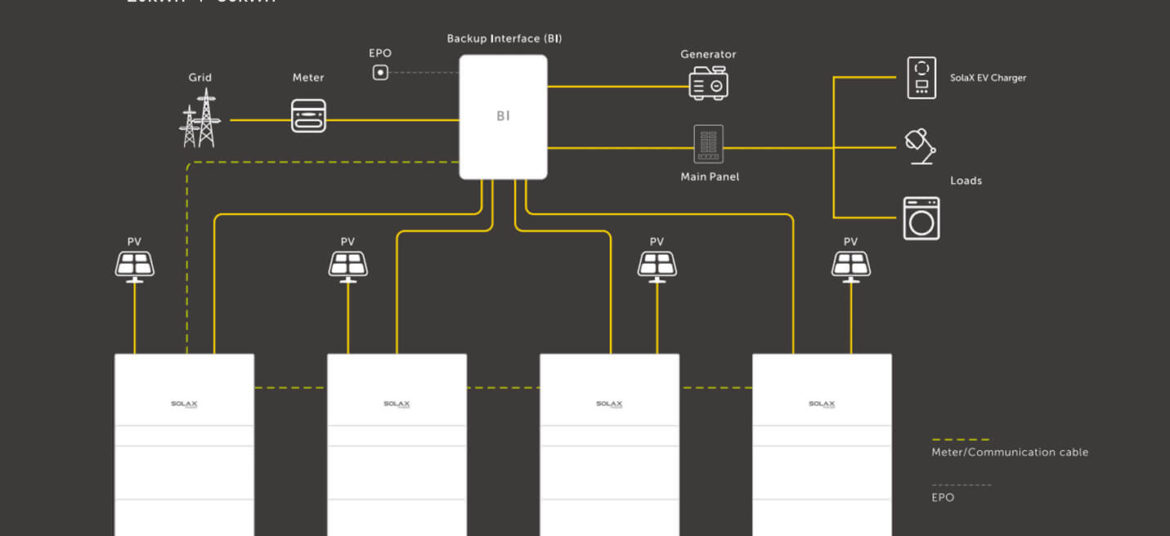 Backup Interface (BI)
EPO
Generator
Grid
Meter
SolaX EV Charger
BI
Main Panel
Loads
PV
PV
PV
PV
SOLAX
SOLAX
SOLAX
SOLAX
Meter/Communication cable
EPO